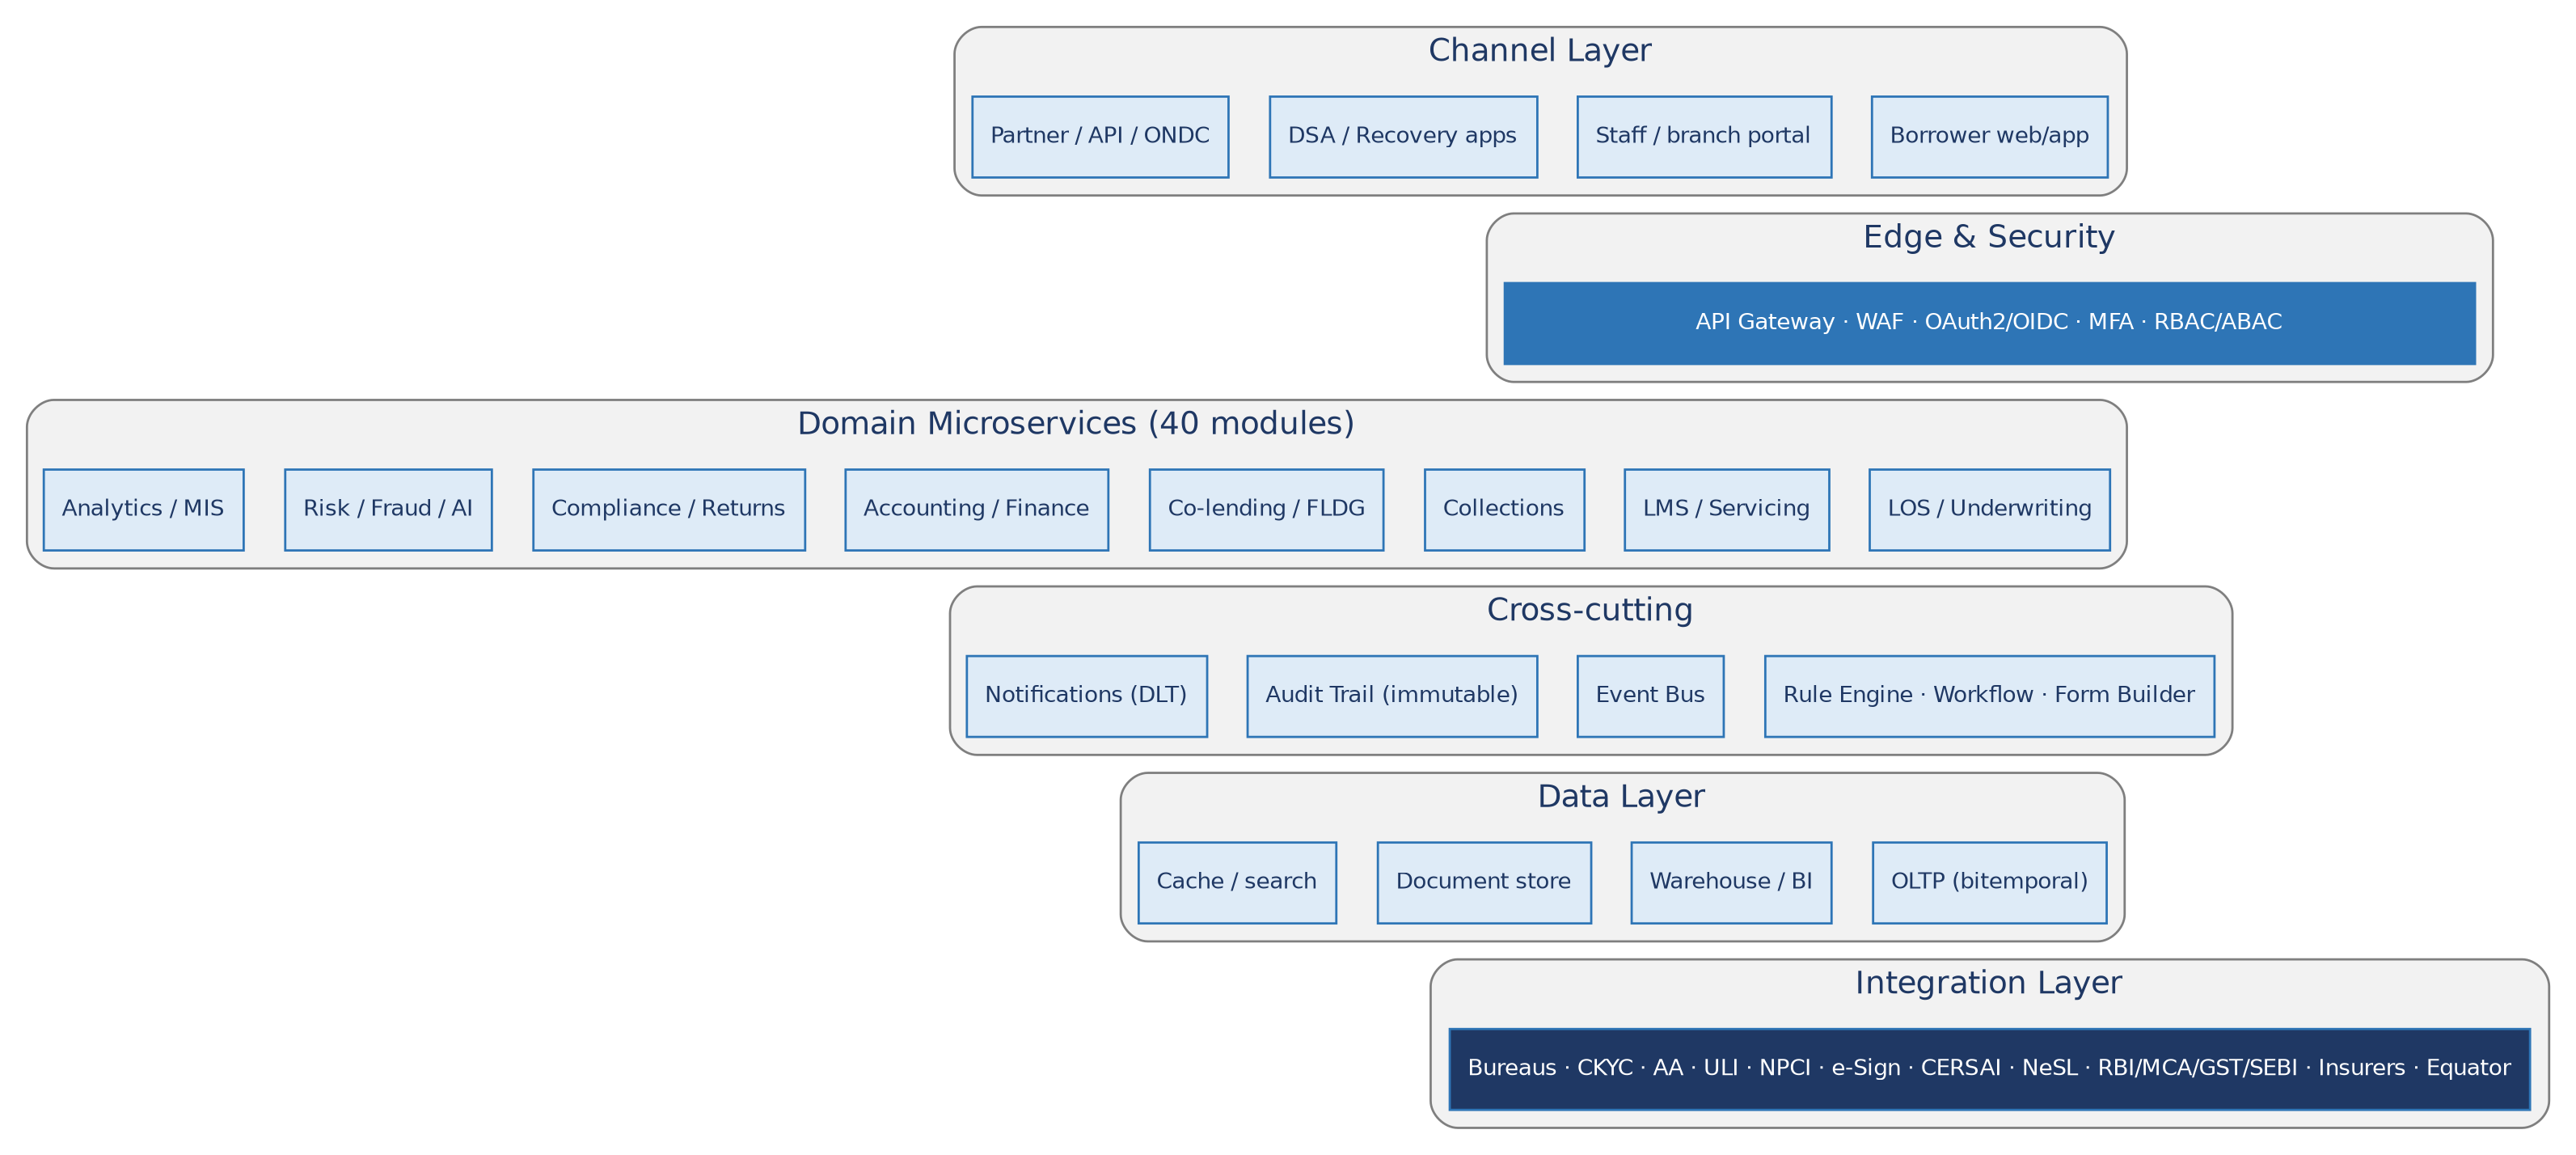 Channel Layer
Partner / API / ONDC
DSA / Recovery apps
Staff / branch portal
Borrower web/app
Edge & Security
API Gateway · WAF · OAuth2/OIDC · MFA · RBAC/ABAC
Domain Microservices (40 modules)
Analytics / MIS
Risk / Fraud / AI
Compliance / Returns
Accounting / Finance
Co-lending / FLDG
Collections
LMS / Servicing
LOS / Underwriting
Cross-cutting
Notifications (DLT)
Audit Trail (immutable)
Event Bus
Rule Engine · Workflow · Form Builder
Data Layer
Cache / search
Document store
Warehouse / BI
OLTP (bitemporal)
Integration Layer
Bureaus · CKYC · AA · ULI · NPCI · e-Sign · CERSAI · NeSL · RBI/MCA/GST/SEBI · Insurers · Equator